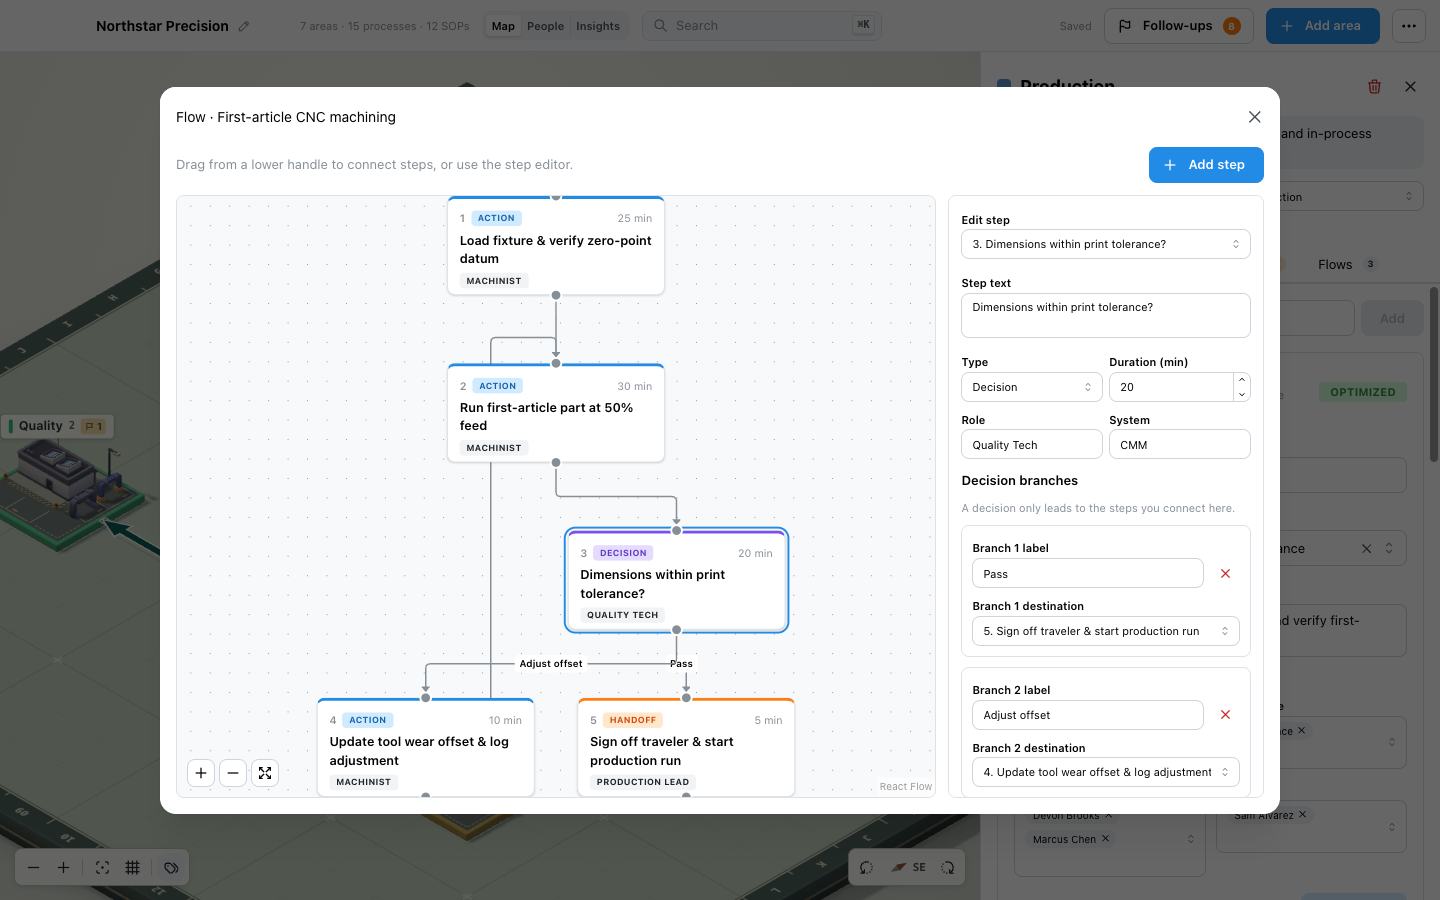 Northstar Precision
7 areas · 15 processes · 12 SOPs
Map
People
Insights
Search
⌘K
Saved
Follow-ups
8
+ Add area
Production
Flow · First-article CNC machining
Drag from a lower handle to connect steps, or use the step editor.
+ Add step
1 ACTION 25 min
Load fixture & verify zero-point
datum
MACHINIST
2 ACTION 30 min
Run first-article part at 50%
feed
MACHINIST
3 DECISION 20 min
Dimensions within print
tolerance?
QUALITY TECH
Adjust offset
Pass
4 ACTION 10 min
Update tool wear offset & log
adjustment
MACHINIST
5 HANDOFF 5 min
Sign off traveler & start
production run
PRODUCTION LEAD
React Flow
Edit step
3. Dimensions within print tolerance?
Step text
Dimensions within print tolerance?
Type
Duration (min)
Decision
20
Role
System
Quality Tech
CMM
Decision branches
A decision only leads to the steps you connect here.
Branch 1 label
Pass
Branch 1 destination
5. Sign off traveler & start production run
Branch 2 label
Adjust offset
Branch 2 destination
4. Update tool wear offset & log adjustment
and in-process
Flows 3
Add
OPTIMIZED
verify first-
Devon Brooks
Marcus Chen
Sam Alvarez
Quality 2
1
SE